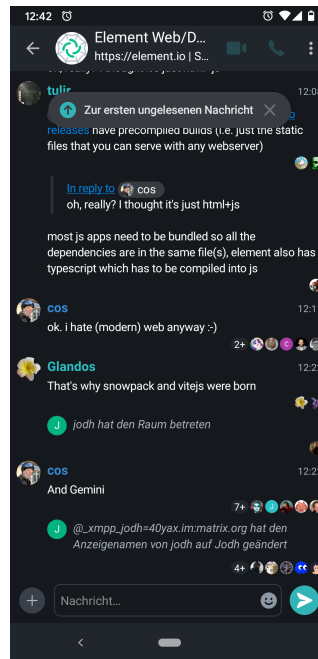 12:42
Element Web/D...
https://element.io | S...
tulir
12:0
Zur ersten ungelesenen Nachricht
releases have precompiled builds (i.e. just the static
files that you can serve with any webserver)
In reply to cos
oh, really? I thought it's just html+js
most js apps need to be bundled so all the
dependencies are in the same file(s), element also has
typescript which has to be compiled into js
cos
12:1
ok. i hate (modern) web anyway :-)
2+
C
Glandos
12:2
That's why snowpack and vitejs were born
J
jodh hat den Raum betreten
cos
12:2
And Gemini
7+
J
J
@_xmpp_jodh=40yax.im:matrix.org hat den
Anzeigenamen von jodh auf Jodh geändert
4+
Nachricht...